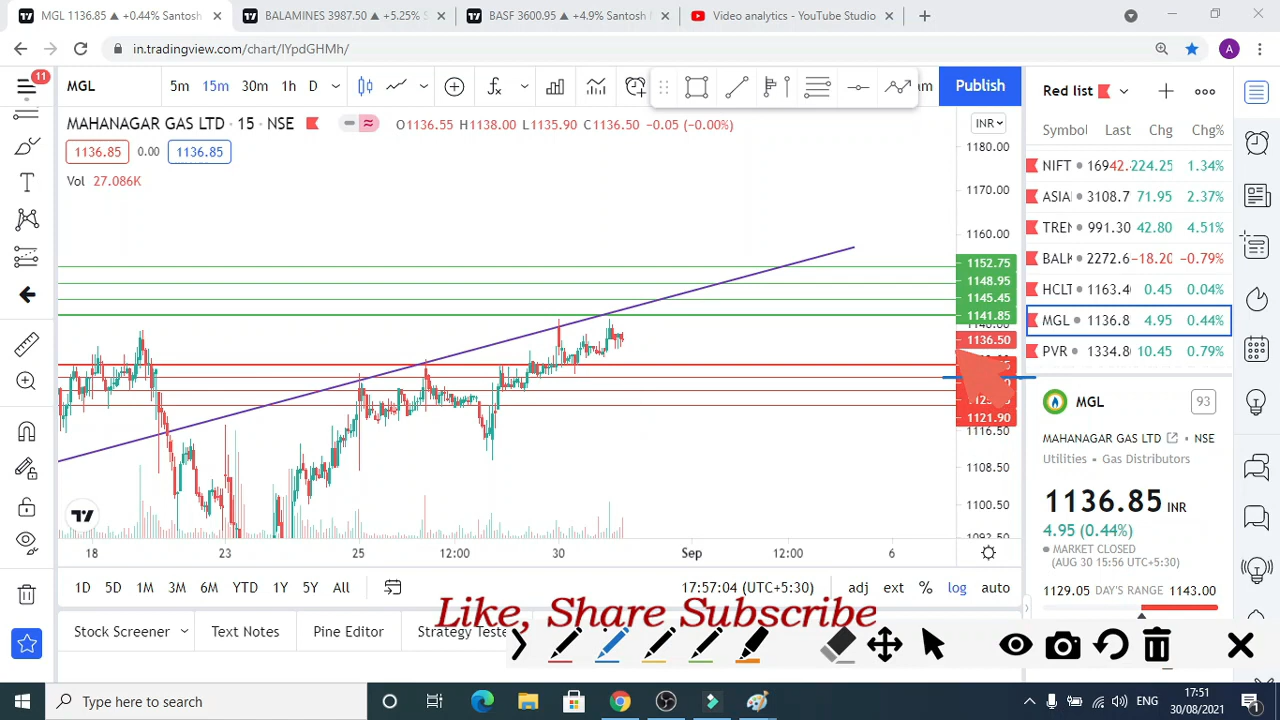 MGL 1136.85 ▲ +0.44% Santosh
BALAMINES 3987.50 ▲ +5.25% Santosh
BASF 3600.95 ▲ +4.9% Santosh
Video analytics - YouTube Studio
in.tradingview.com/chart/IYpdGHMh/
A
11
MGL
5m 15m 30m 1h D
Publish
Red list
MAHANAGAR GAS LTD · 15 · NSE
O1136.55 H1138.00 L1135.90 C1136.50 −0.05 (−0.00%)
INR
1136.85 0.00 1136.85
Vol 27.086K
1180.00
1170.00
1160.00
1152.75
1148.95
1145.45
1141.85
1136.50
1121.90
1116.50
1108.50
1100.50
Symbol Last Chg Chg%
NIFT 16942. 224.25 1.34%
ASIA 3108.7 71.95 2.37%
TREN 991.30 42.80 4.51%
BALK 2272.6 −18.20 −0.79%
HCLT 1163.4 0.45 0.04%
MGL 1136.8 4.95 0.44%
PVR 1334.8 10.45 0.79%
MGL 93
MAHANAGAR GAS LTD • NSE
Utilities • Gas Distributors
1136.85 INR
4.95 (0.44%)
MARKET CLOSED
(AUG 30 15:56 UTC+5:30)
1129.05 DAY'S RANGE 1143.00
18 23 25 12:00 30 Sep 12:00 6
1D 5D 1M 3M 6M YTD 1Y 5Y All
17:57:04 (UTC+5:30) adj ext % log auto
Like, Share Subscribe
Stock Screener Text Notes Pine Editor Strategy Teste
Type here to search
ENG
17:51
30/08/2021
1